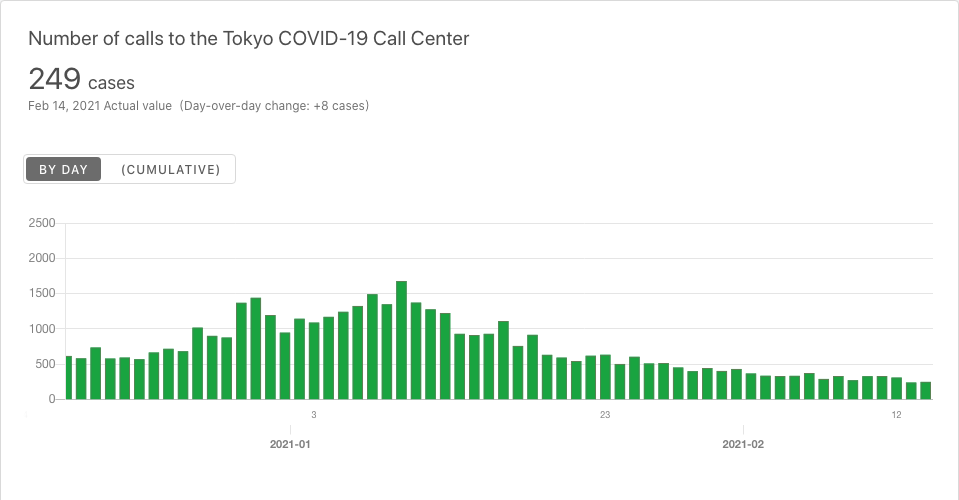 Number of calls to the Tokyo COVID-19 Call Center
249 cases
Feb 14, 2021 Actual value (Day-over-day change: +8 cases)
BY DAY (CUMULATIVE)
2500
2000
1500
1000
500
0
3 23 12
2021-01 2021-02